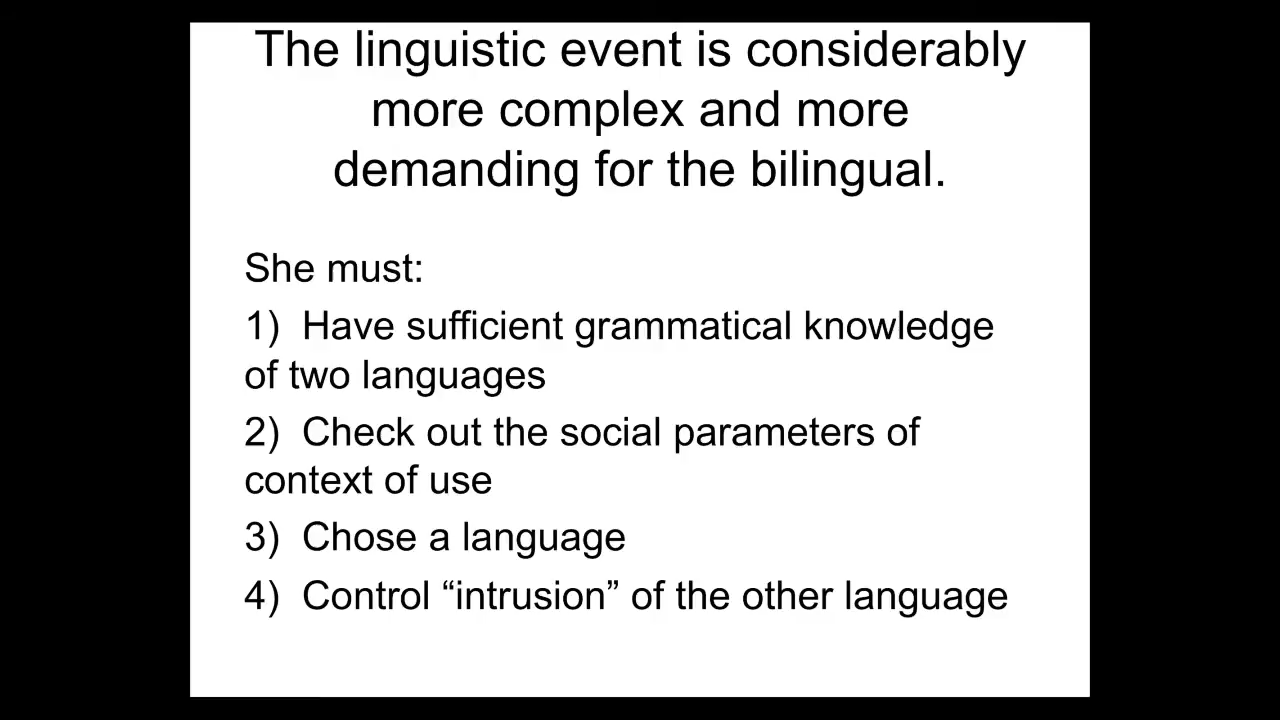 The linguistic event is considerably
more complex and more
demanding for the bilingual.
She must:
1)  Have sufficient grammatical knowledge
of two languages
2)  Check out the social parameters of
context of use
3)  Chose a language
4)  Control “intrusion” of the other language